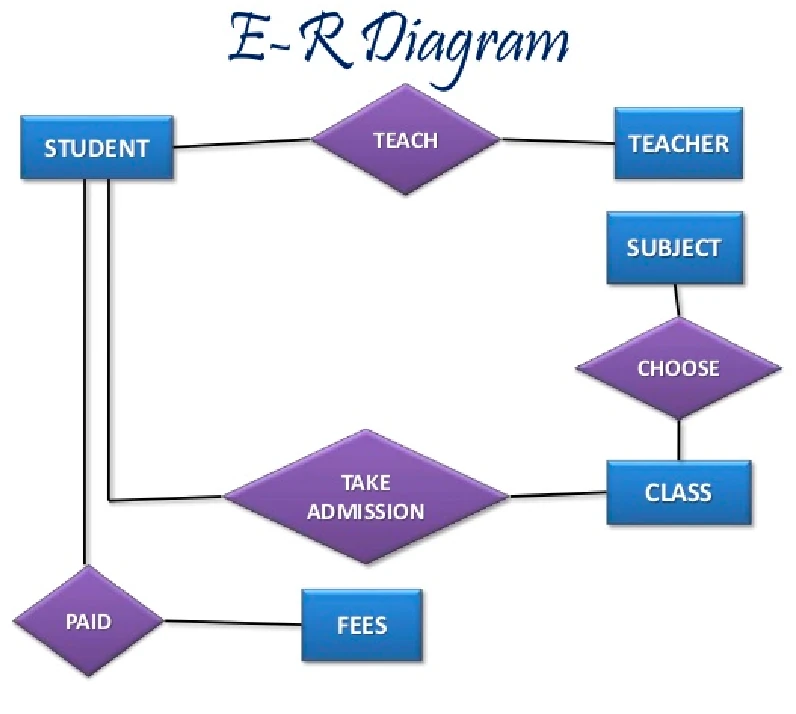 E-R Diagram
STUDENT
TEACH
TEACHER
SUBJECT
CHOOSE
TAKE
ADMISSION
CLASS
PAID
FEES